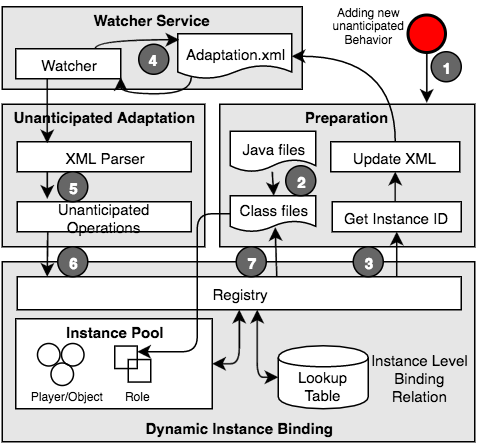 Watcher Service
Adding new
unanticipated
Behavior
Watcher
4
Adaptation.xml
1
Unanticipated Adaptation
Preparation
XML Parser
Java files
Update XML
5
2
Unanticipated
Operations
Class files
Get Instance ID
6
7
3
Registry
Instance Pool
Player/Object
Role
Lookup
Table
Instance Level
Binding
Relation
Dynamic Instance Binding